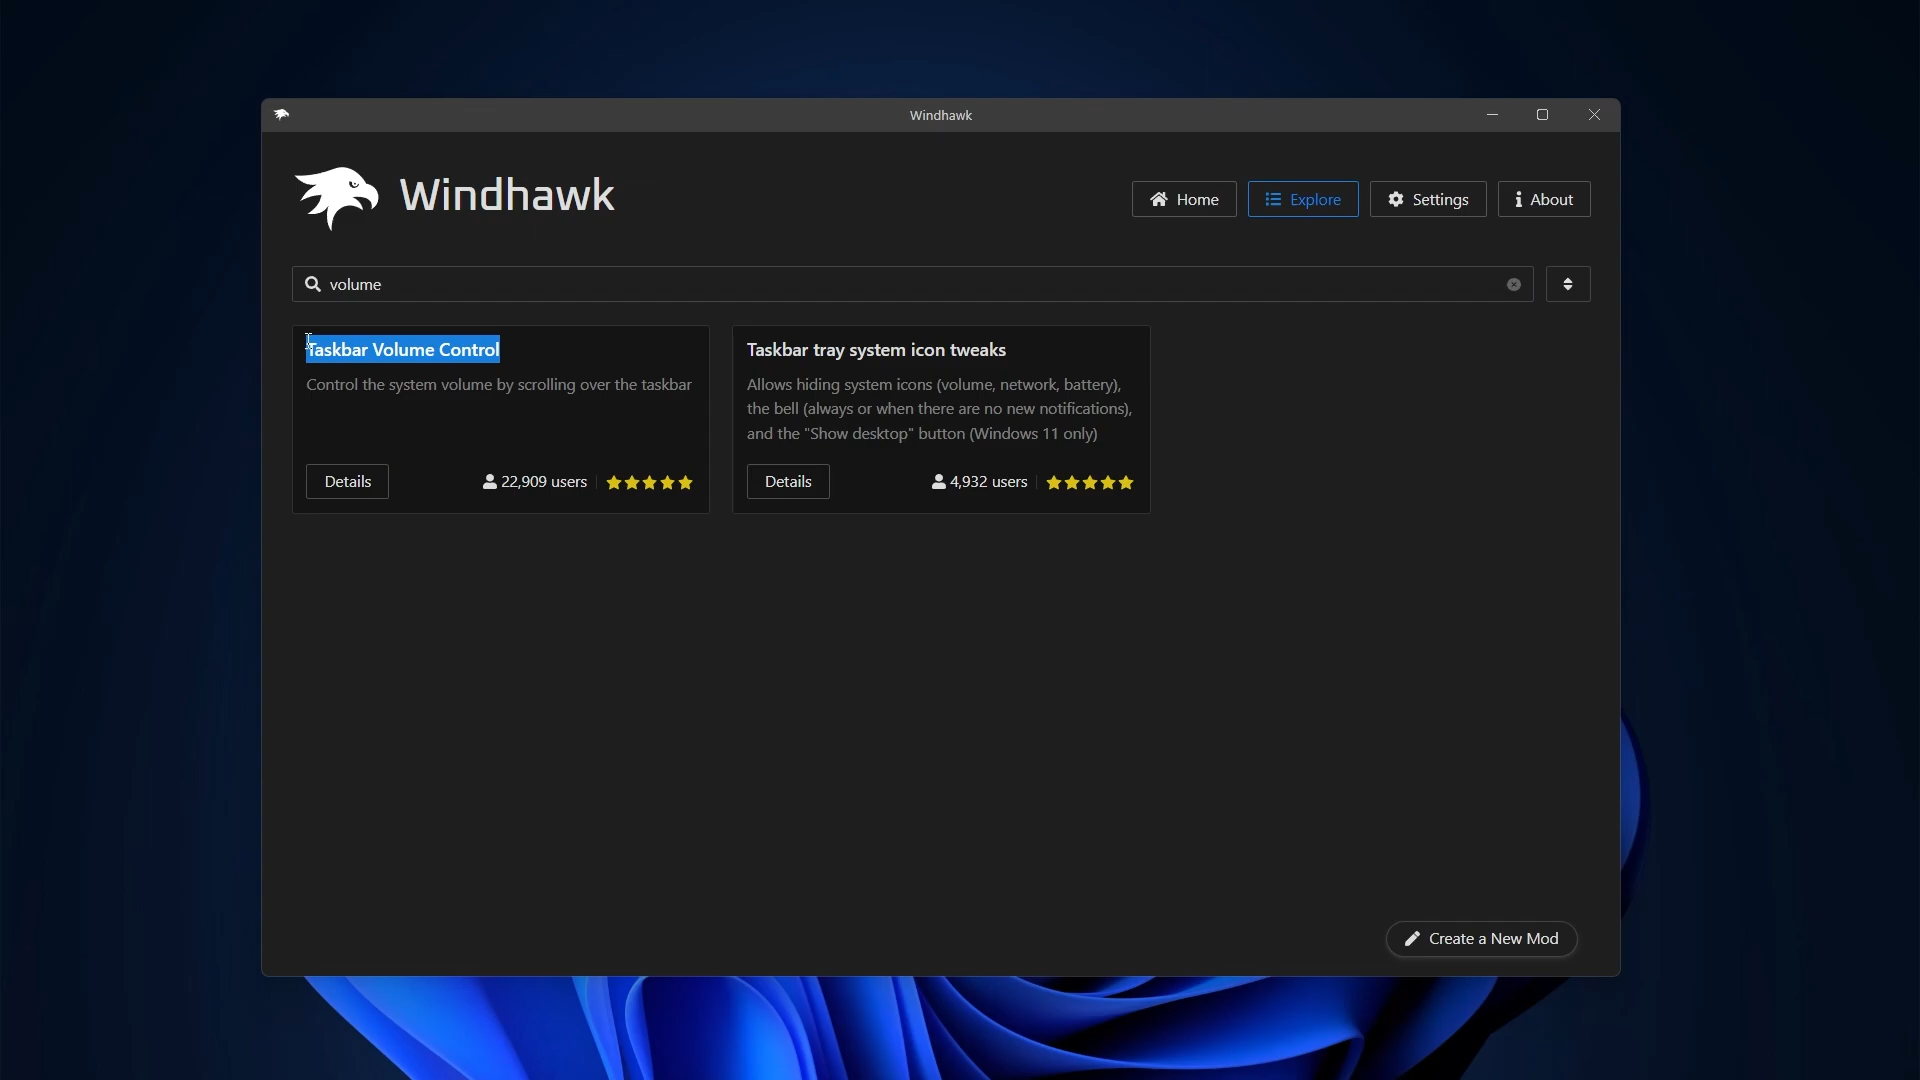 Windhawk
Windhawk
Home
Explore
Settings
About
volume
Taskbar Volume Control
Control the system volume by scrolling over the taskbar
Details
22,909 users
Taskbar tray system icon tweaks
Allows hiding system icons (volume, network, battery),
the bell (always or when there are no new notifications),
and the "Show desktop" button (Windows 11 only)
Details
4,932 users
Create a New Mod